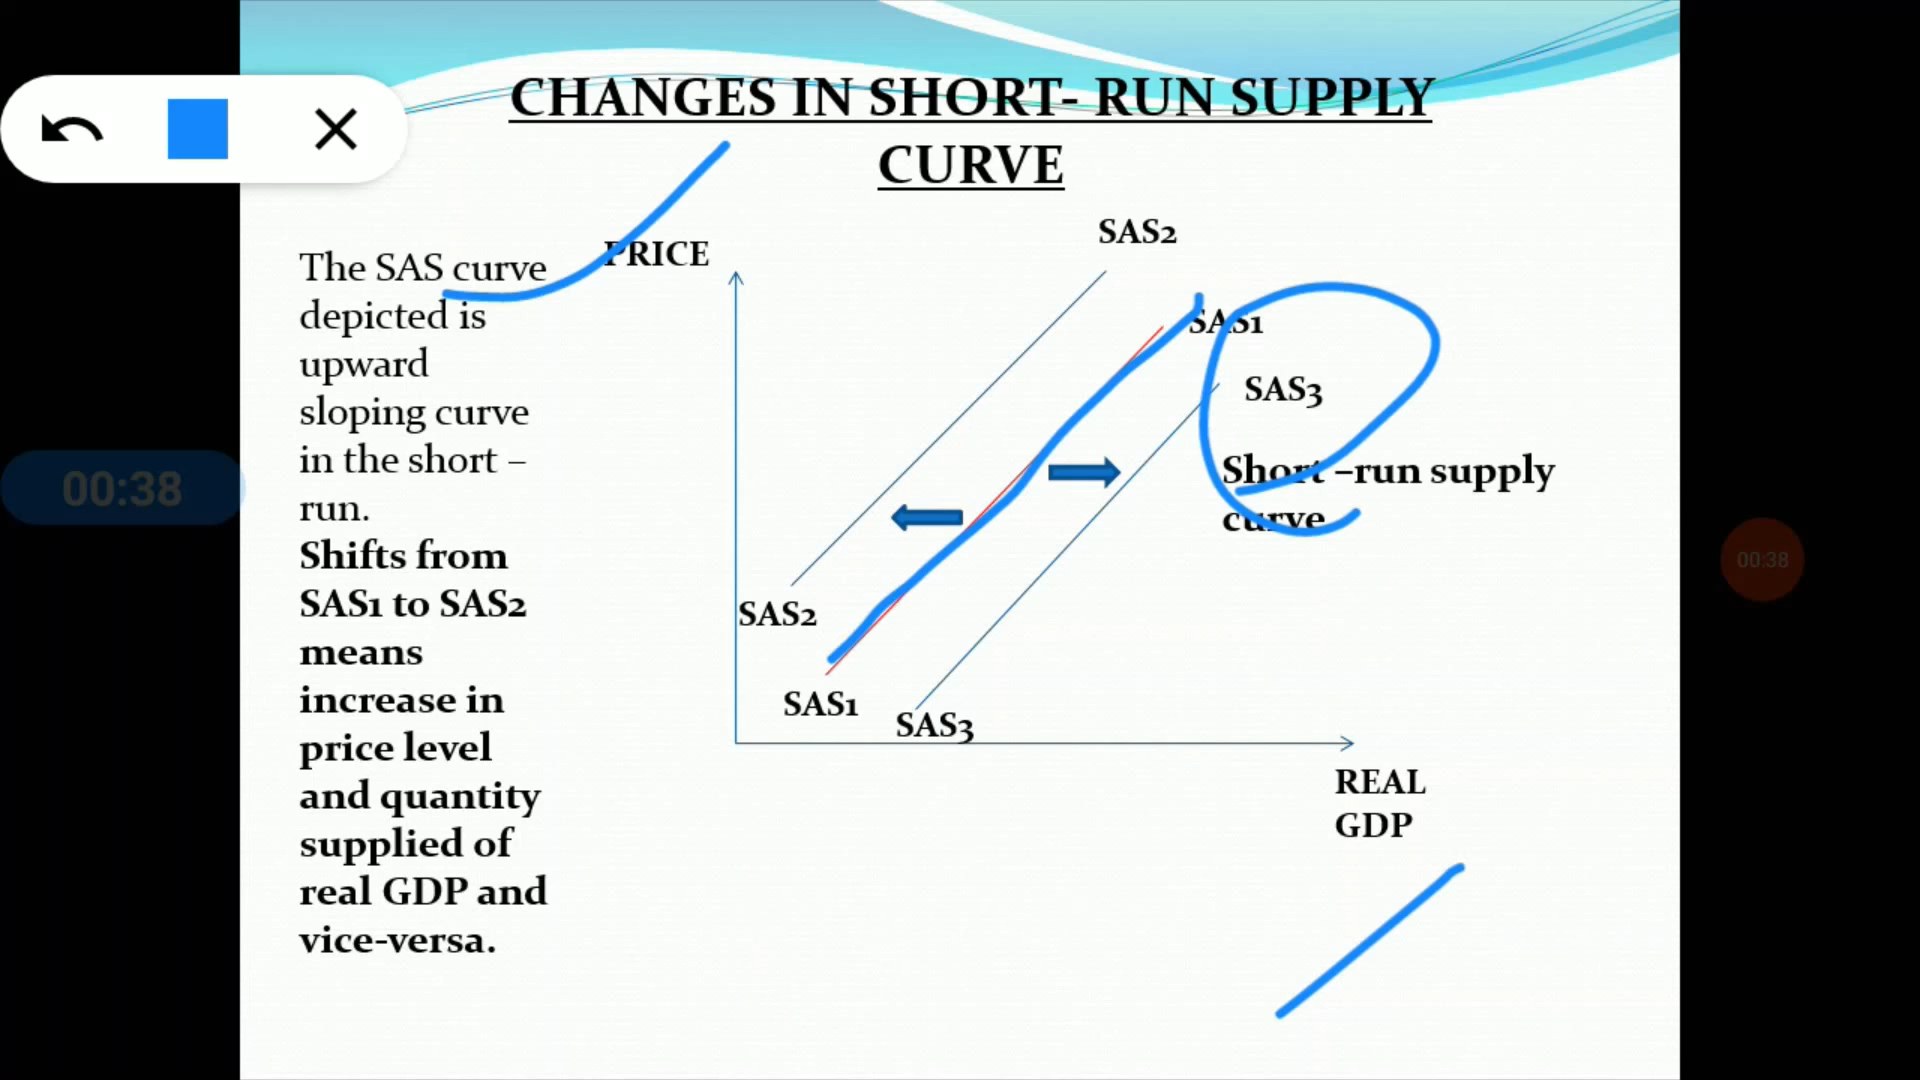 CHANGES IN SHORT- RUN SUPPLY
CURVE
The SAS curve
depicted is
upward
sloping curve
in the short –
run.
Shifts from
SAS1 to SAS2
means
increase in
price level
and quantity
supplied of
real GDP and
vice-versa.
PRICE
SAS2
SAS1
SAS3
Short –run supply
curve
SAS2
SAS1
SAS3
REAL
GDP
00:38
00:38